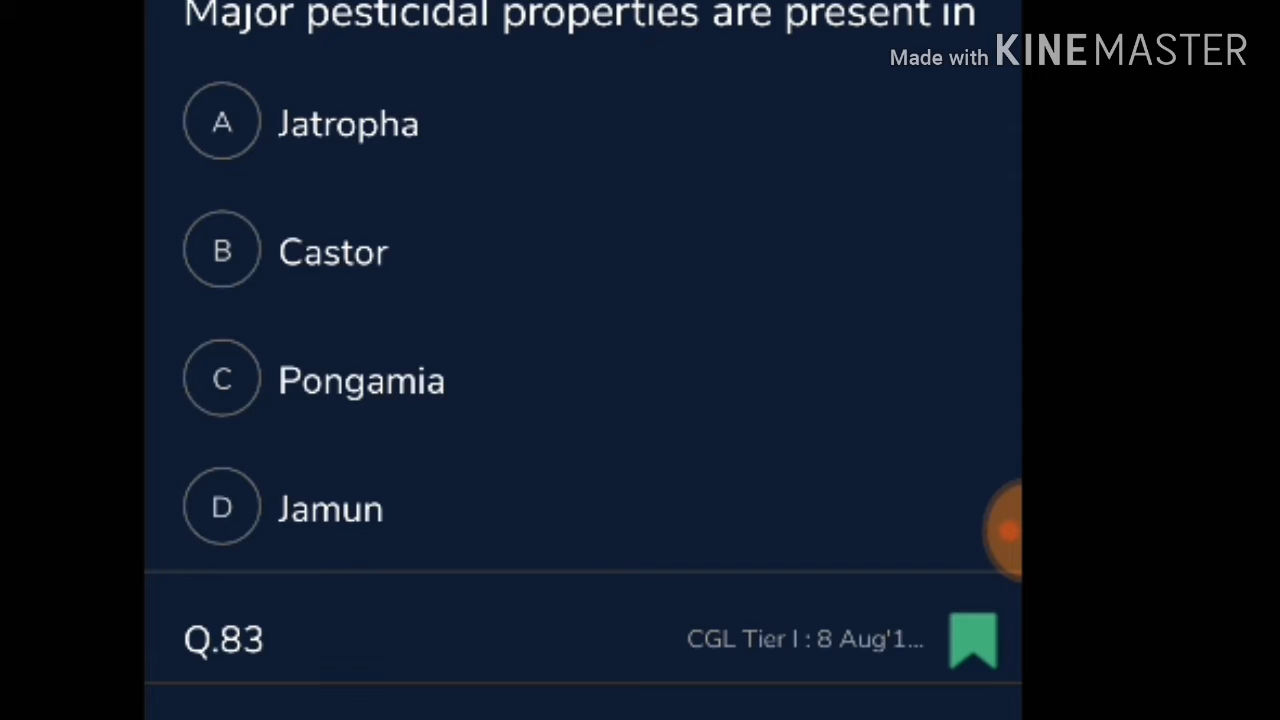 Major pesticidal properties are present in
Made with KINEMASTER
A Jatropha
B Castor
C Pongamia
D Jamun
Q.83 CGL Tier I : 8 Aug'1...